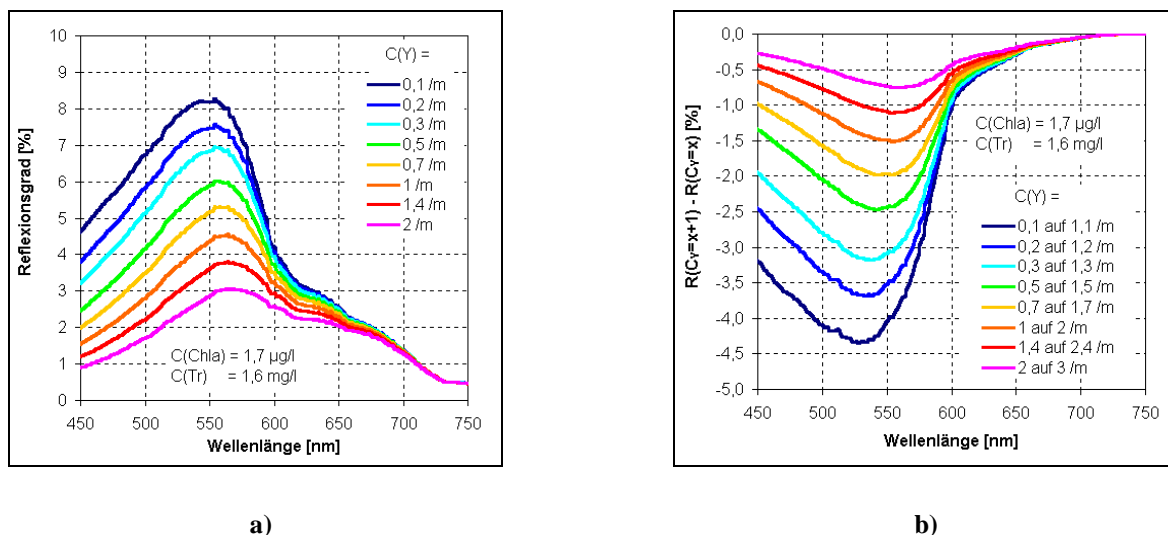 10
9
8
7
6
5
4
3
2
1
0
Reflexionsgrad [%]
C(Y) =
0,1 /m
0,2 /m
0,3 /m
0,5 /m
0,7 /m
1 /m
1,4 /m
2 /m
C(Chla) = 1,7 µg/l
C(Tr) = 1,6 mg/l
450 500 550 600 650 700 750
Wellenlänge [nm]
a)
0,0
-0,5
-1,0
-1,5
-2,0
-2,5
-3,0
-3,5
-4,0
-4,5
-5,0
R(CY=x+1) - R(CY=x) [%]
C(Chla) = 1,7 µg/l
C(Tr) = 1,6 mg/l
C(Y) =
0,1 auf 1,1 /m
0,2 auf 1,2 /m
0,3 auf 1,3 /m
0,5 auf 1,5 /m
0,7 auf 1,7 /m
1 auf 2 /m
1,4 auf 2,4 /m
2 auf 3 /m
450 500 550 600 650 700 750
Wellenlänge [nm]
b)